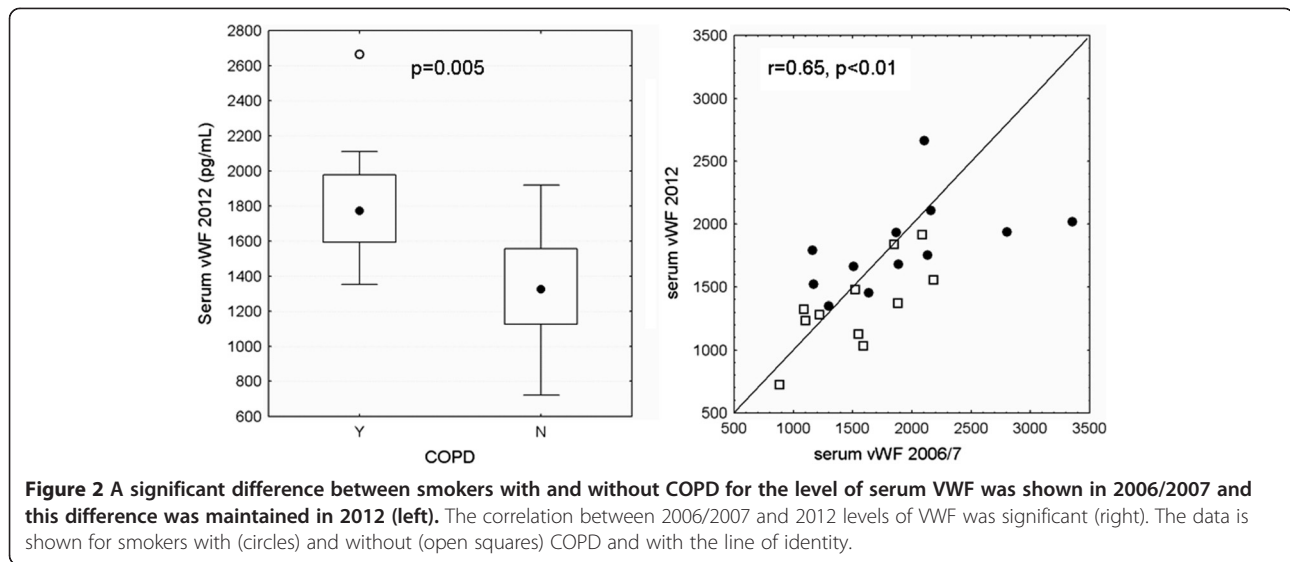 2800
2600
2400
2200
2000
1800
1600
1400
1200
1000
800
600
Serum vWF 2012 (pg/mL)
p=0.005
Y N
COPD
3500
3000
2500
2000
1500
1000
500
serum vWF 2012
r=0.65, p<0.01
500 1000 1500 2000 2500 3000 3500
serum vWF 2006/7
Figure 2 A significant difference between smokers with and without COPD for the level of serum VWF was shown in 2006/2007 and
this difference was maintained in 2012 (left). The correlation between 2006/2007 and 2012 levels of VWF was significant (right). The data is
shown for smokers with (circles) and without (open squares) COPD and with the line of identity.